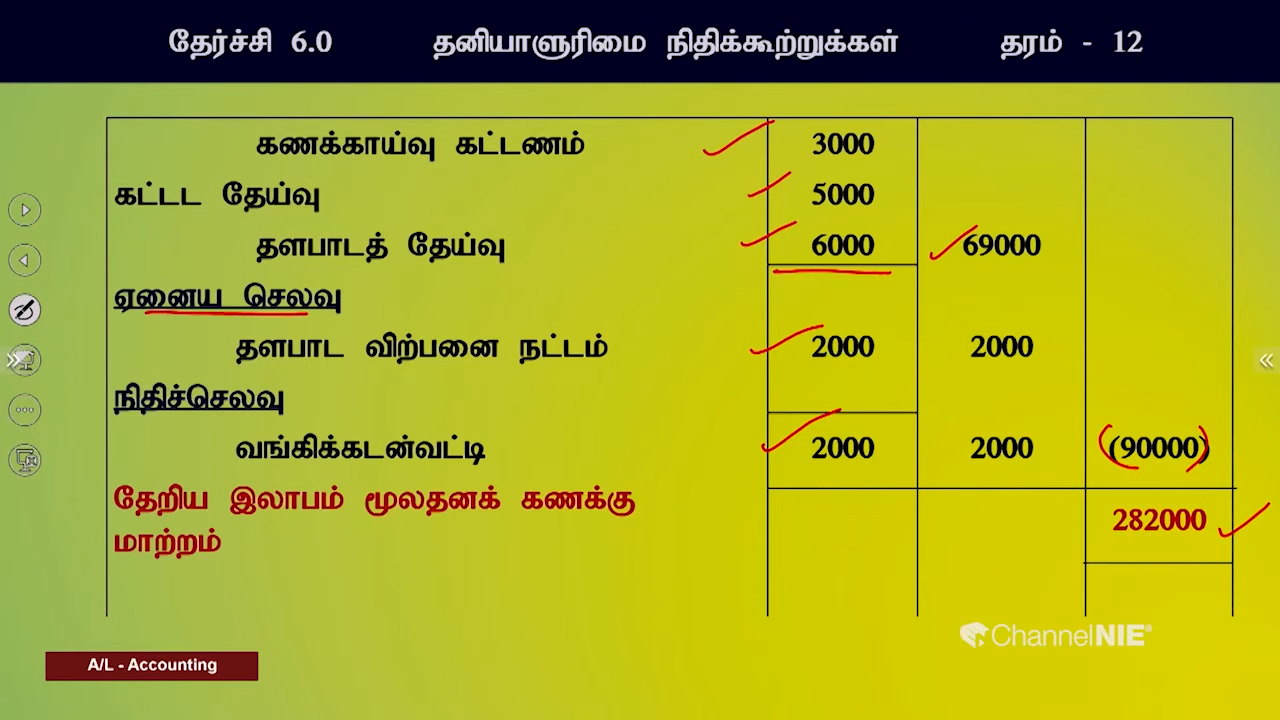 தேர்ச்சி 6.0 தனியாளுரிமை நிதிக்கூற்றுக்கள் தரம் - 12
கணக்காய்வு கட்டணம் 3000
கட்டட தேய்வு 5000
தளபாடத் தேய்வு 6000 69000
ஏனைய செலவு
தளபாட விற்பனை நட்டம் 2000 2000
நிதிச்செலவு
வங்கிக்கடன்வட்டி 2000 2000 (90000)
தேறிய இலாபம் மூலதனக் கணக்கு
மாற்றம் 282000
ChannelNIE
A/L - Accounting